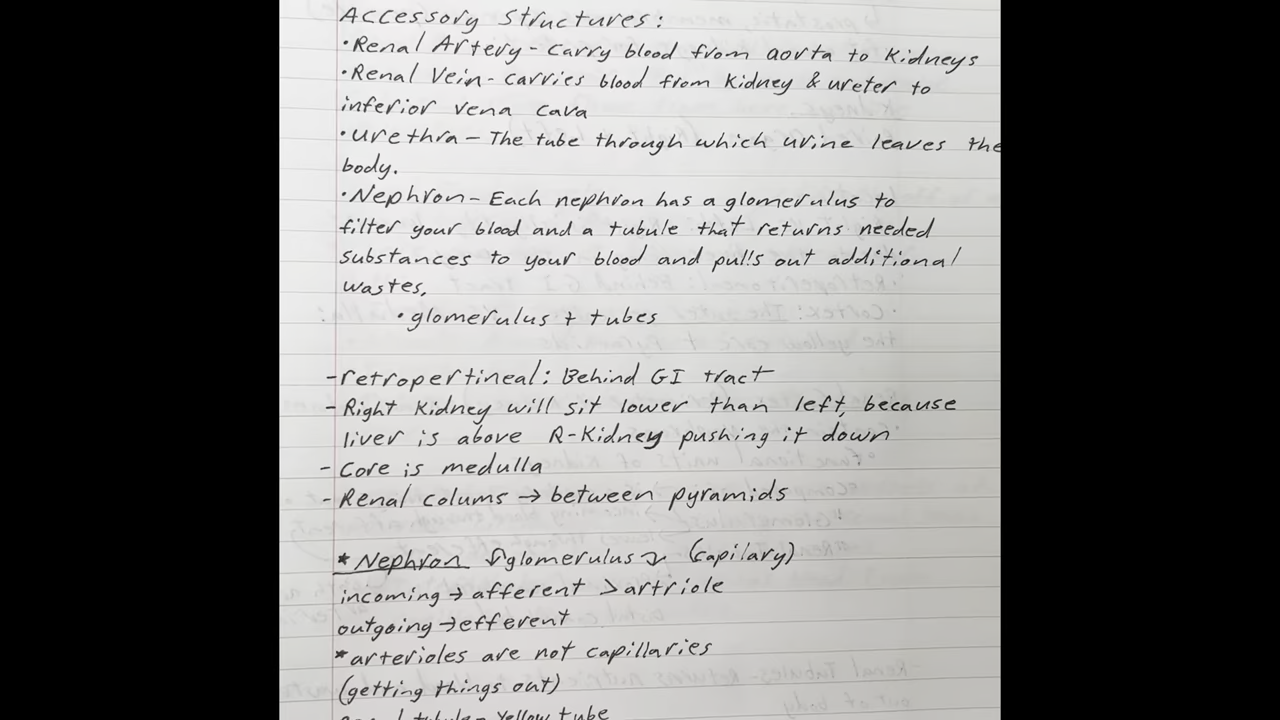 Accessory Structures:
• Renal Artery - Carry blood from aorta to Kidneys
• Renal Vein - carries blood from Kidney & ureter to
inferior vena cava
• Urethra - The tube through which urine leaves the
body.
• Nephron - Each nephron has a glomerulus to
filter your blood and a tubule that returns needed
substances to your blood and pulls out additional
wastes,
• glomerulus + tubes
- retropertineal: Behind GI tract
- Right Kidney will sit lower than left, because
liver is above R-Kidney pushing it down
- Core is medulla
- Renal colums → between pyramids
* Nephron glomerulus (capilary)
incoming → afferent > artriole
outgoing → efferent
* arterioles are not capillaries
(getting things out)
tubule - Yellow tube